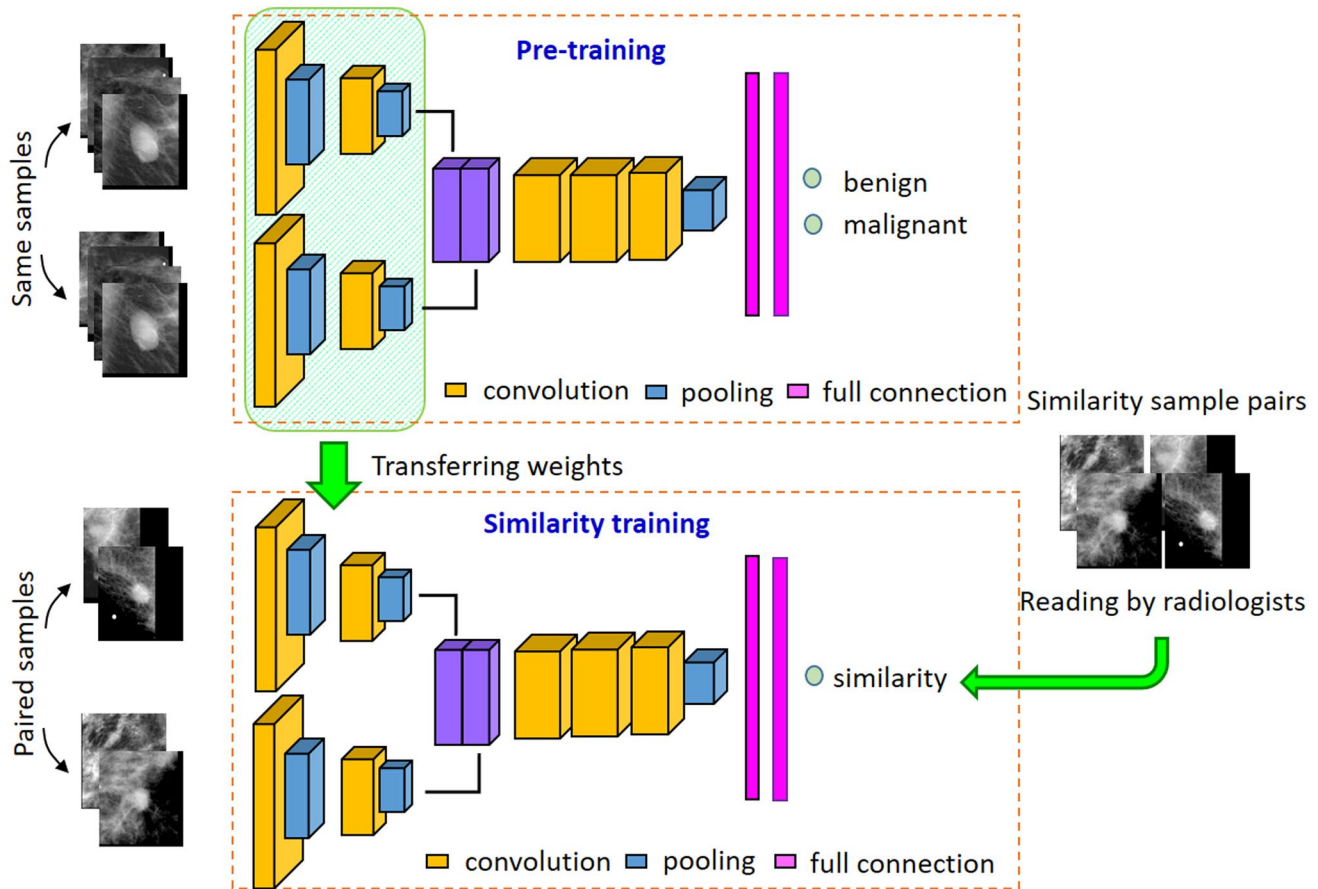 Pre-training
Same samples
benign
malignant
convolution pooling full connection
Similarity sample pairs
Transferring weights
Similarity training
Paired samples
Reading by radiologists
similarity
convolution pooling full connection